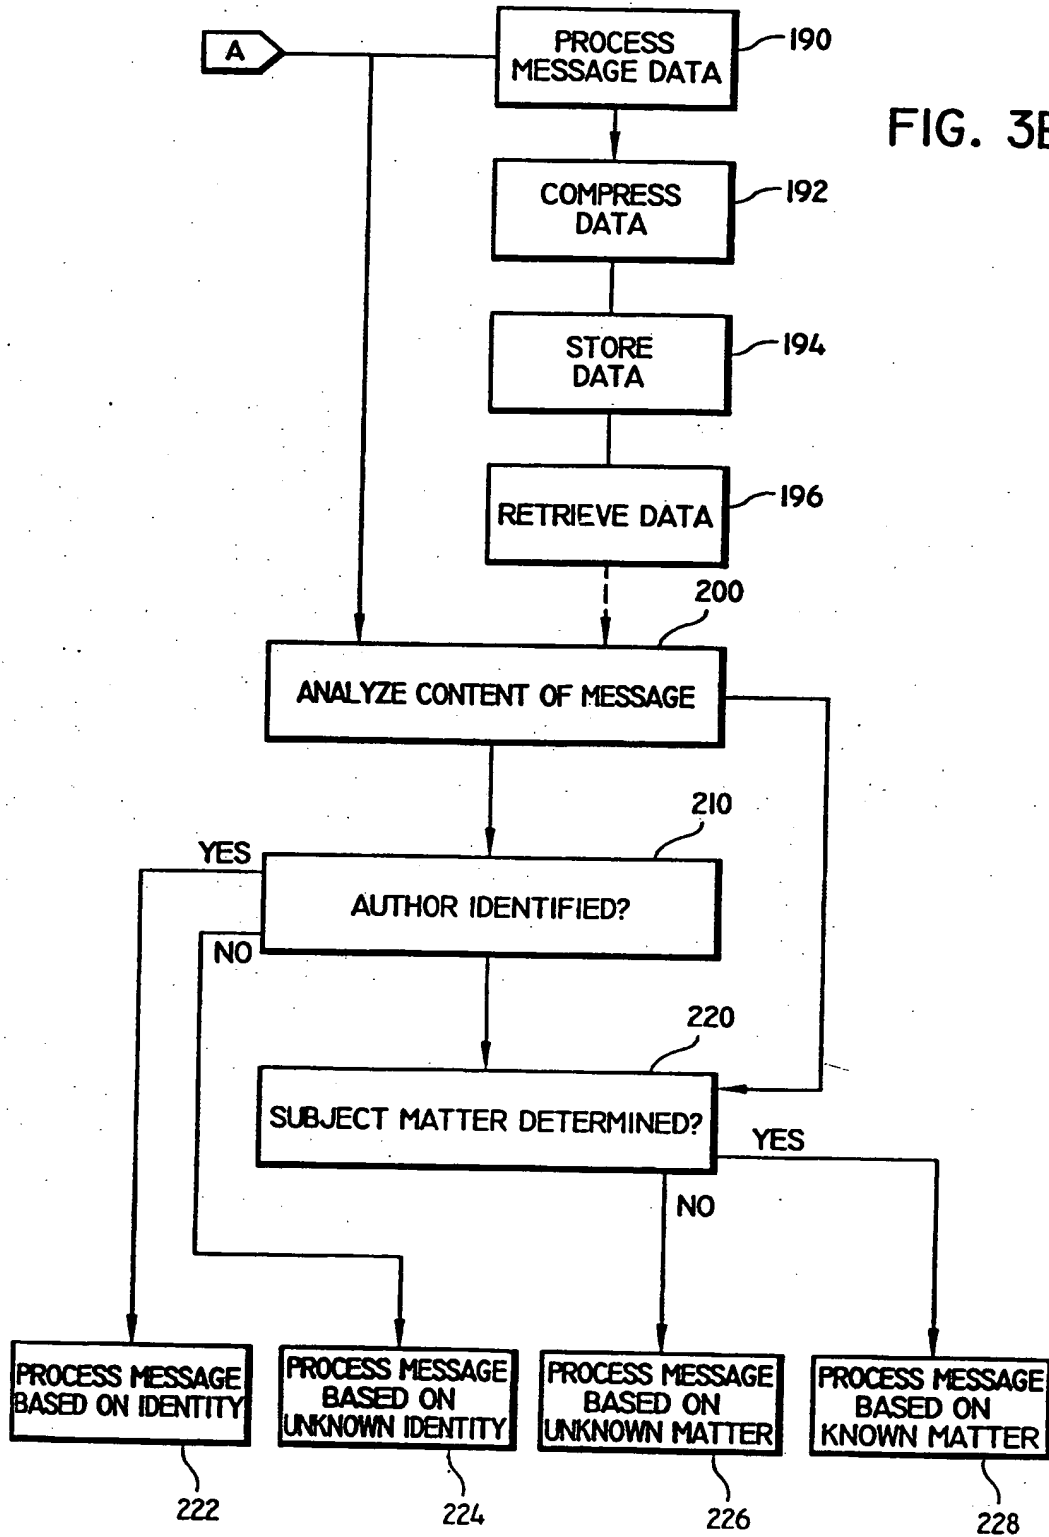 A
PROCESS
MESSAGE DATA
190
FIG. 3B
COMPRESS
DATA
192
STORE
DATA
194
RETRIEVE DATA
196
200
ANALYZE CONTENT OF MESSAGE
210
YES
AUTHOR IDENTIFIED?
NO
220
SUBJECT MATTER DETERMINED?
YES
NO
PROCESS MESSAGE
BASED ON IDENTITY
PROCESS MESSAGE
BASED ON
UNKNOWN IDENTITY
PROCESS MESSAGE
BASED ON
UNKNOWN MATTER
PROCESS MESSAGE
BASED ON
KNOWN MATTER
222
224
226
228